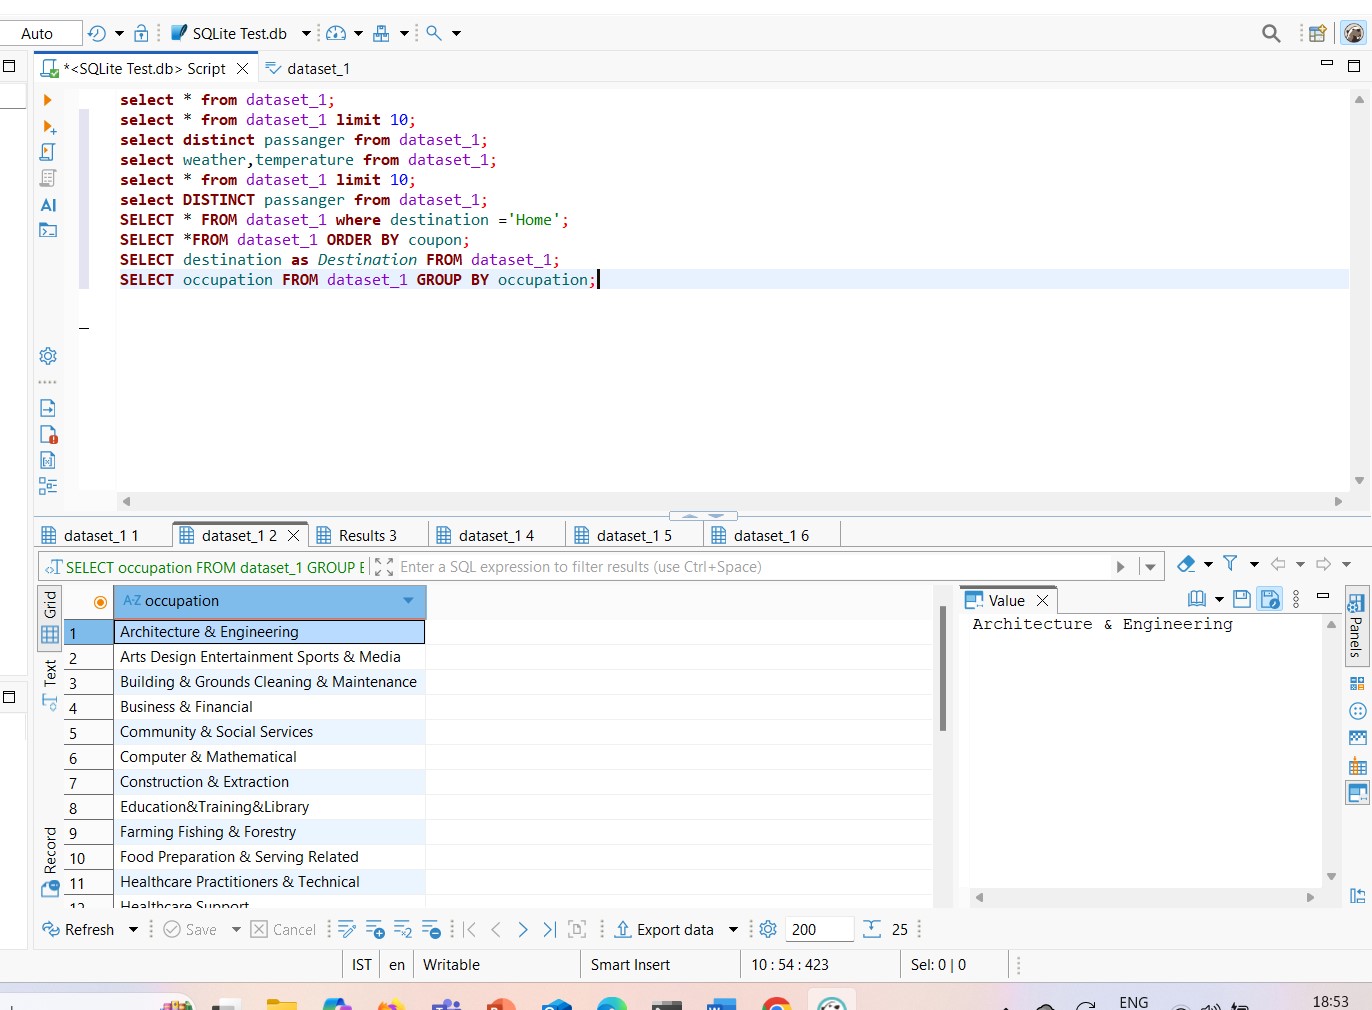 Auto SQLite Test.db
*<SQLite Test.db> Script dataset_1
select * from dataset_1;
select * from dataset_1 limit 10;
select distinct passanger from dataset_1;
select weather,temperature from dataset_1;
select * from dataset_1 limit 10;
select DISTINCT passanger from dataset_1;
SELECT * FROM dataset_1 where destination ='Home';
SELECT *FROM dataset_1 ORDER BY coupon;
SELECT destination as Destination FROM dataset_1;
SELECT occupation FROM dataset_1 GROUP BY occupation;
AI
dataset_1 1 dataset_1 2 Results 3 dataset_1 4 dataset_1 5 dataset_1 6
SELECT occupation FROM dataset_1 GROUP Enter a SQL expression to filter results (use Ctrl+Space)
Grid
Text
Record
AZ occupation
1 Architecture & Engineering
2 Arts Design Entertainment Sports & Media
3 Building & Grounds Cleaning & Maintenance
4 Business & Financial
5 Community & Social Services
6 Computer & Mathematical
7 Construction & Extraction
8 Education&Training&Library
9 Farming Fishing & Forestry
10 Food Preparation & Serving Related
11 Healthcare Practitioners & Technical
12 Healthcare Support
Value
Architecture & Engineering
Panels
Refresh Save Cancel Export data 200 25
IST en Writable Smart Insert 10 : 54 : 423 Sel: 0 | 0
ENG 18:53